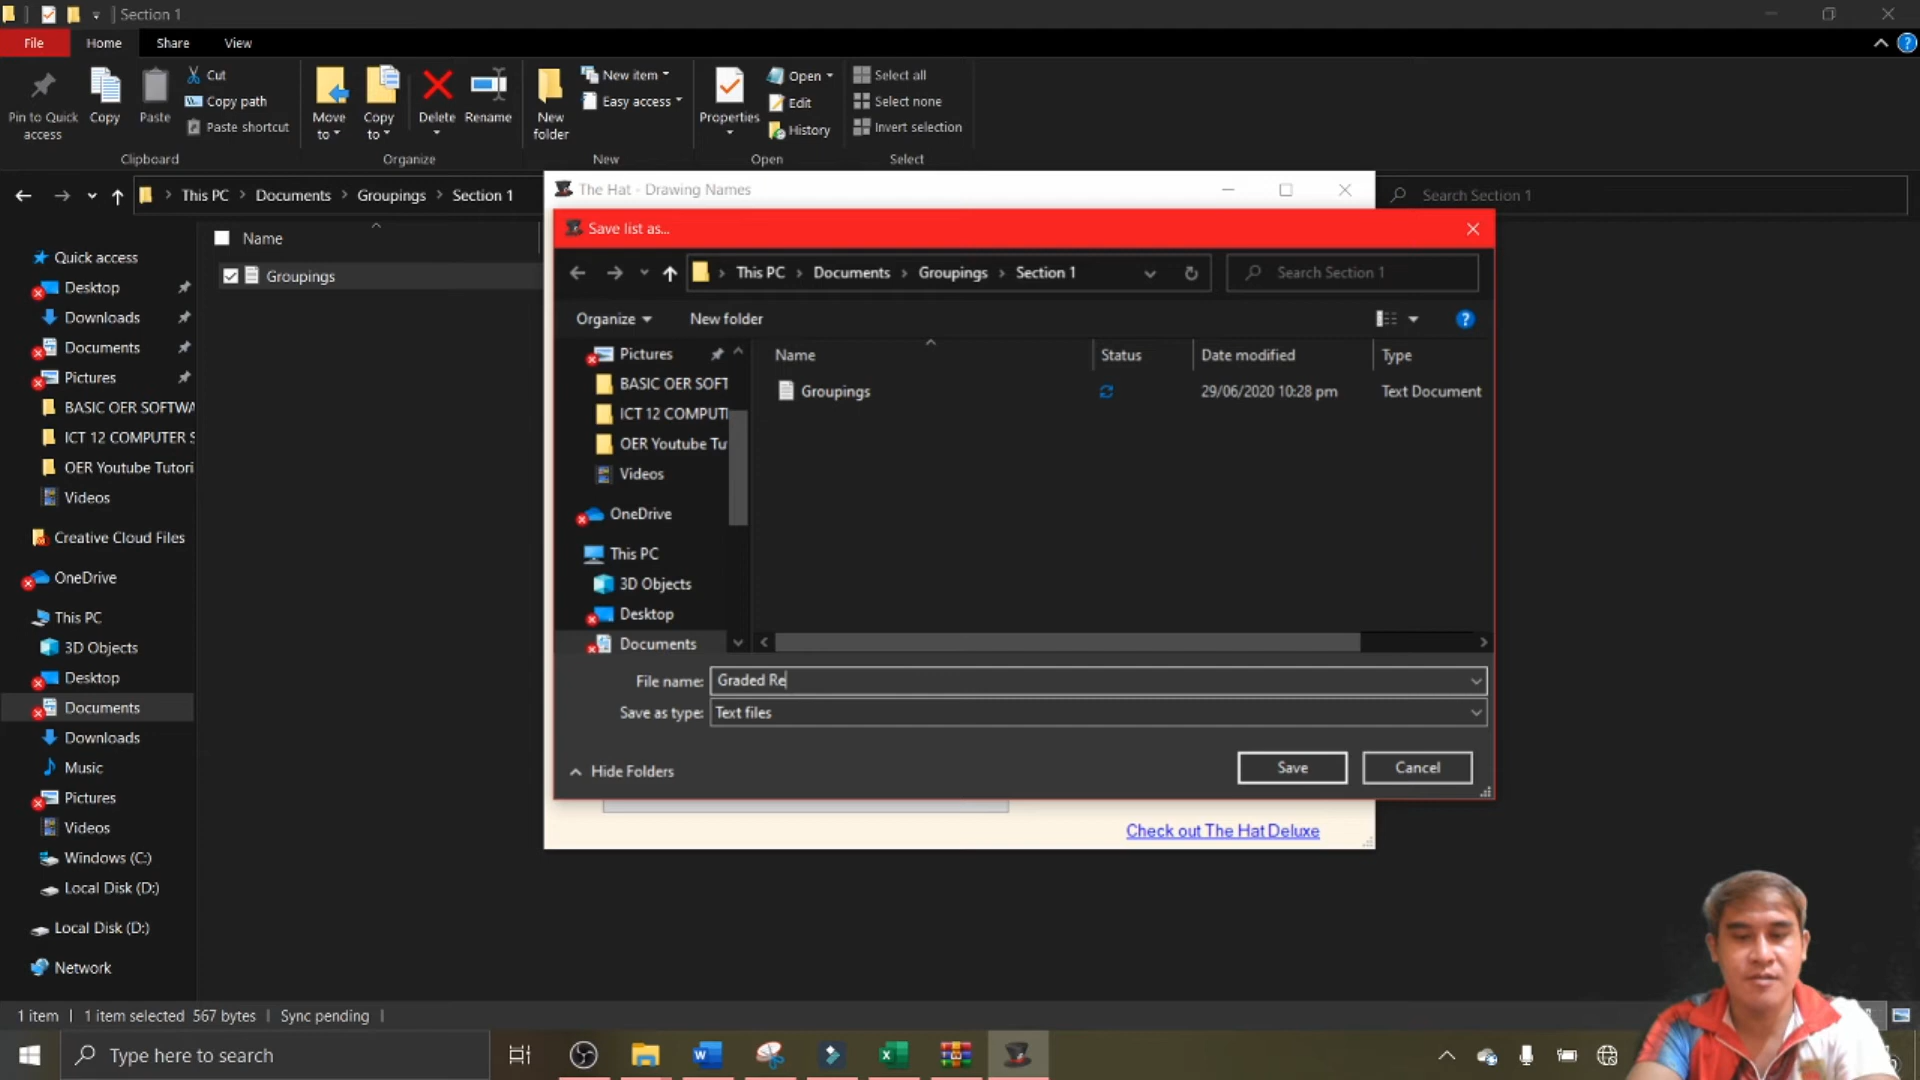 Section 1
File
Home
Share
View
Pin to Quick access
Copy
Paste
Cut
Copy path
Paste shortcut
Clipboard
Move to
Copy to
Delete
Rename
Organize
New folder
New item
Easy access
New
Properties
Open
Edit
History
Open
Select all
Select none
Invert selection
Select
This PC
Documents
Groupings
Section 1
Search Section 1
Name
Groupings
Quick access
Desktop
Downloads
Documents
Pictures
BASIC OER SOFTWA
ICT 12 COMPUTER S
OER Youtube Tutori
Videos
Creative Cloud Files
OneDrive
This PC
3D Objects
Desktop
Documents
Downloads
Music
Pictures
Videos
Windows (C:)
Local Disk (D:)
Local Disk (D:)
Network
1 item
1 item selected 567 bytes
Sync pending
The Hat - Drawing Names
Save list as...
This PC
Documents
Groupings
Section 1
Search Section 1
Organize
New folder
Pictures
BASIC OER SOFT
ICT 12 COMPUTI
OER Youtube Tu
Videos
OneDrive
This PC
3D Objects
Desktop
Documents
Name
Status
Date modified
Type
Groupings
29/06/2020 10:28 pm
Text Document
File name:
Graded Re
Save as type:
Text files
Hide Folders
Save
Cancel
Check out The Hat Deluxe
Type here to search